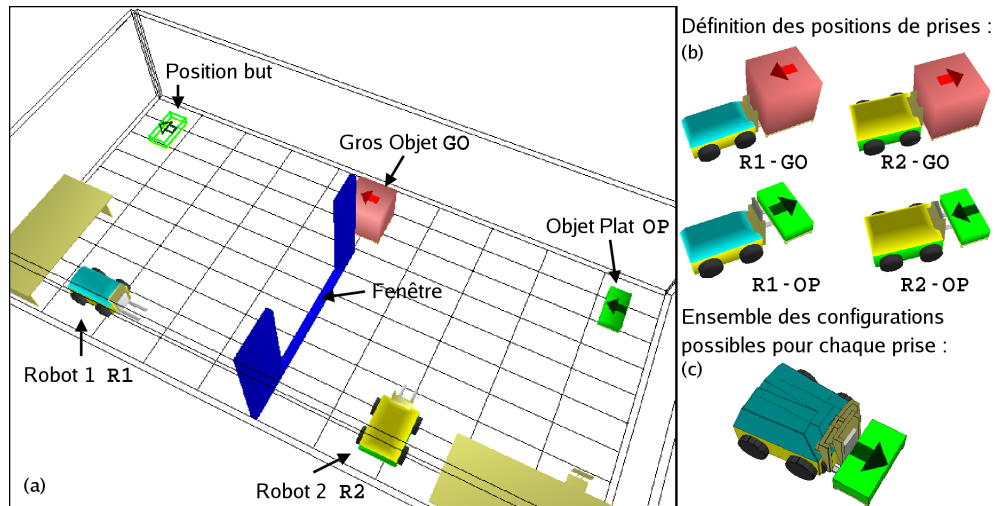 Position but
Gros Objet GO
Objet Plat OP
Fenêtre
Robot 1 R1
Robot 2 R2
(a)
Définition des positions de prises :
(b)
R1 - GO
R2 - GO
R1 - OP
R2 - OP
Ensemble des configurations
possibles pour chaque prise :
(c)